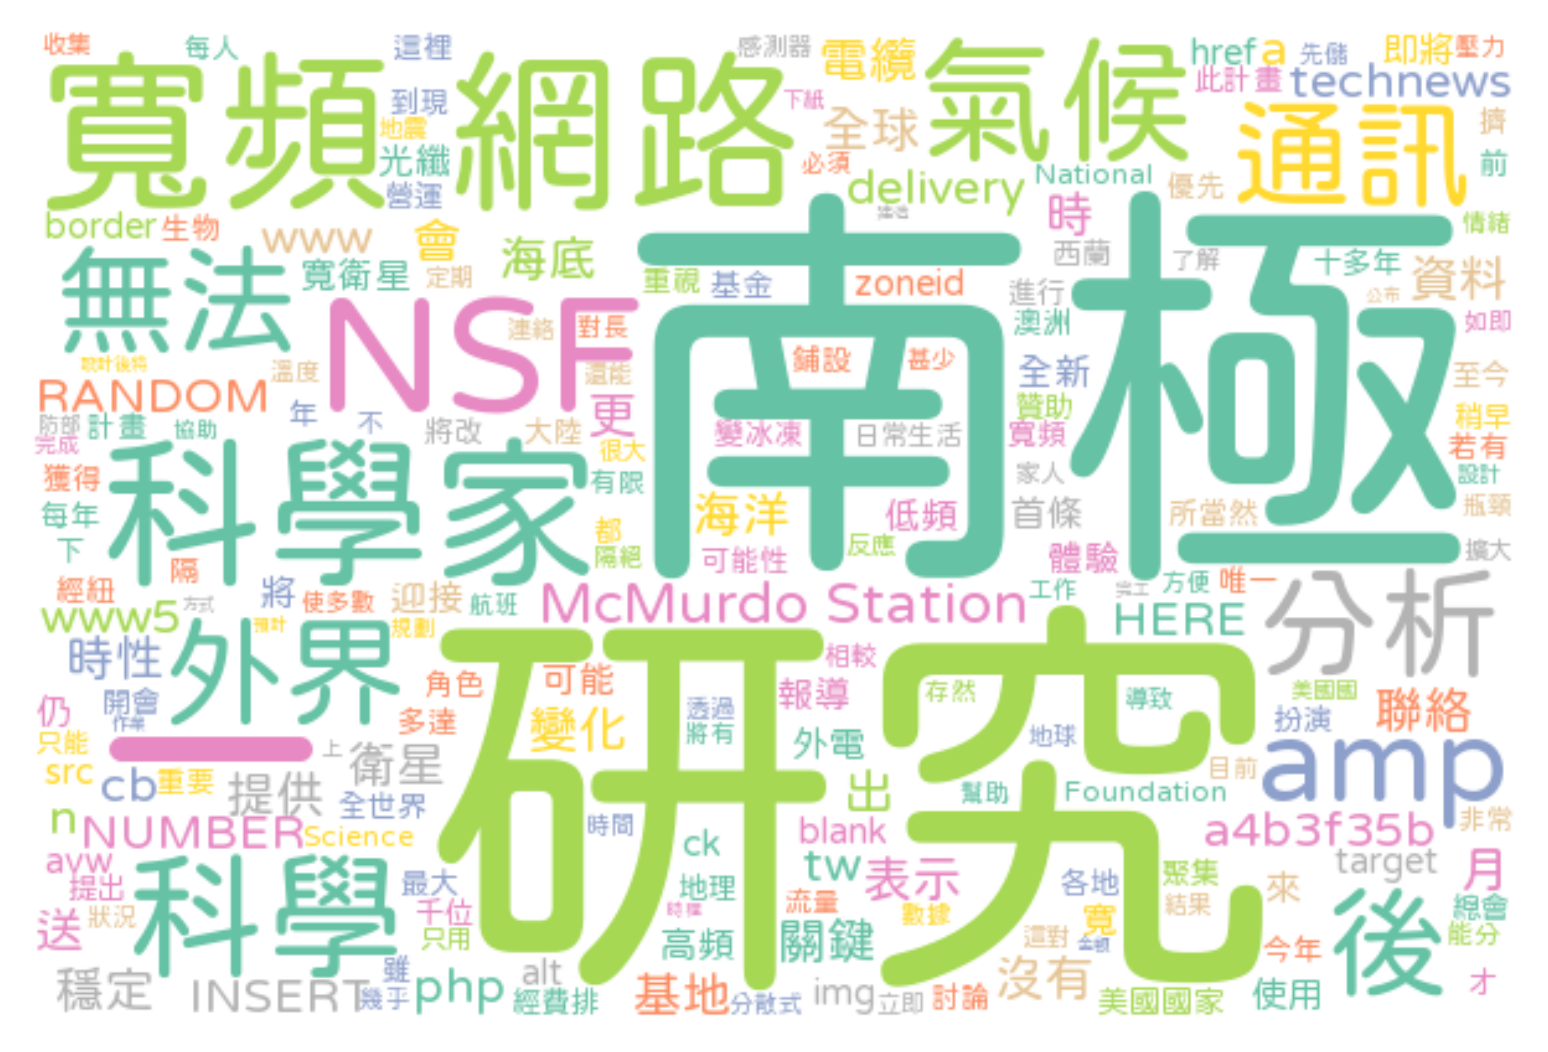 收集 每人 這裡 感測器 電纜 氣候 href a 先儲 即將 壓力
寬頻網路 到現 下紙 此計畫 technews
地震 全球 通訊 擠
光纖 必須 National 前
營運 delivery 優先
border 生物 www 會 海底 時 西蘭 了解 情緒
無法 寬衛星 定期 重視 基金 zoneid 進行 十多年 資料
NSF 連絡 對長 南極 澳洲 公布 如即
溫度 還能 鋪設 甚少 全新 至今
RANDOM 年 不 更 贊助 稍早
防部 計畫 協助 將改 大陸 變冰凍 日常生活 寬頻 若有
完成 科學家 很大 家人 設計
獲得 有限 海洋 低頻 首條 所當然 瓶頸
每年 都
下 隔 隔絕 可能性 反應 體驗 擴大
經紐 將 使多數 迎接 航班 McMurdo Station 工作 方便 唯一 分析
www5 方式 外界 預計 規劃 研究 HERE
時性 角色 可能 相較
仍 開會 報導 存然 導致 美國國 聯絡
作業 多達 變化 透過 扮演
只能 一 上 衛星 將有 外電 地球 amp
src cb 重要 提供 全世界 出 幫助 Foundation 目前
n NUMBER Science 時間 ck blank a4b3f35b 非常
avw 科學 最大 地理 tw 表示 各地 聚集 來 target 月
提出 千位 流量 結果 後 總會
送 狀況 只用 高頻 關鍵 數據 寬 這對 今年 能分
穩定 INSERT 雖 php alt 基地 沒有 才
幾乎 經費排 分散式 img 立即 討論 美國國家 使用